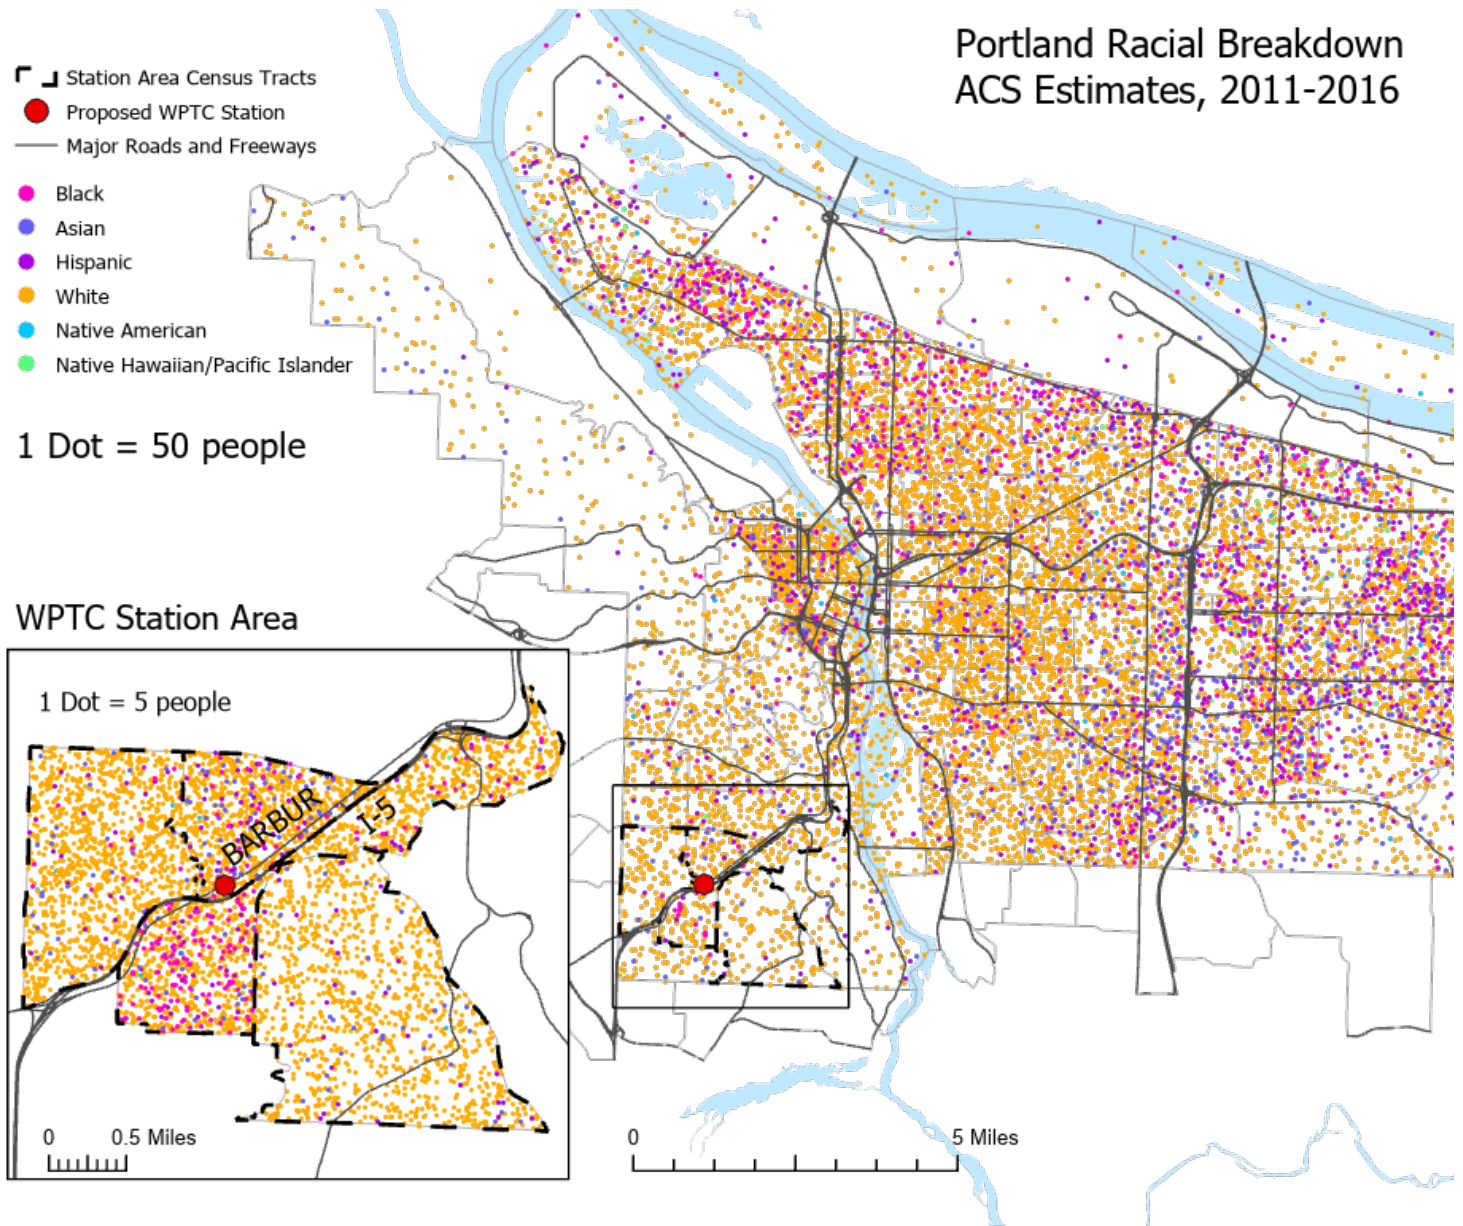 Portland Racial Breakdown
ACS Estimates, 2011-2016
Station Area Census Tracts
Proposed WPTC Station
Major Roads and Freeways
Black
Asian
Hispanic
White
Native American
Native Hawaiian/Pacific Islander
1 Dot = 50 people
WPTC Station Area
1 Dot = 5 people
BARBUR
I-5
0 0.5 Miles
0 5 Miles